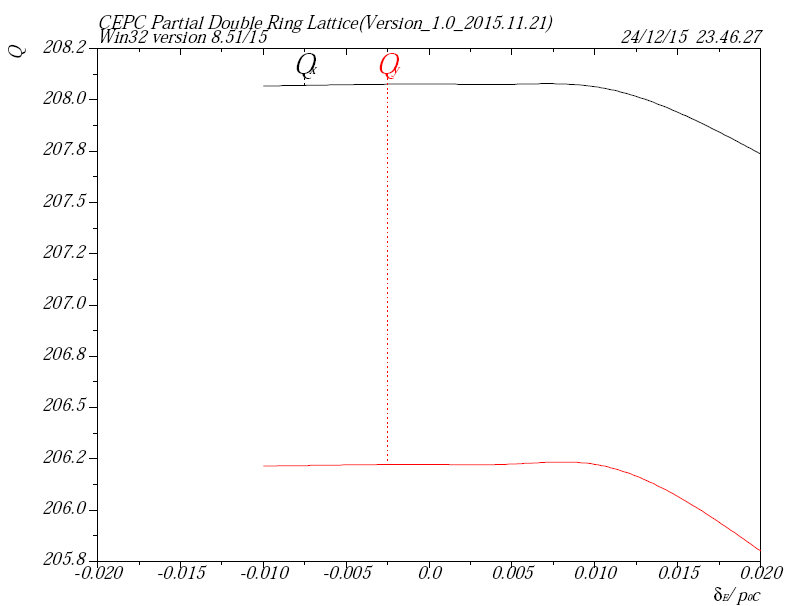 CEPC Partial Double Ring Lattice(Version_1.0_2015.11.21)
Win32 version 8.51/15 24/12/15 23.46.27
Q
Qx Qy
208.2
208.0
207.8
207.5
207.2
207.0
206.8
206.5
206.2
206.0
205.8
-0.020 -0.015 -0.010 -0.005 0.0 0.005 0.010 0.015 0.020
δE/p0c